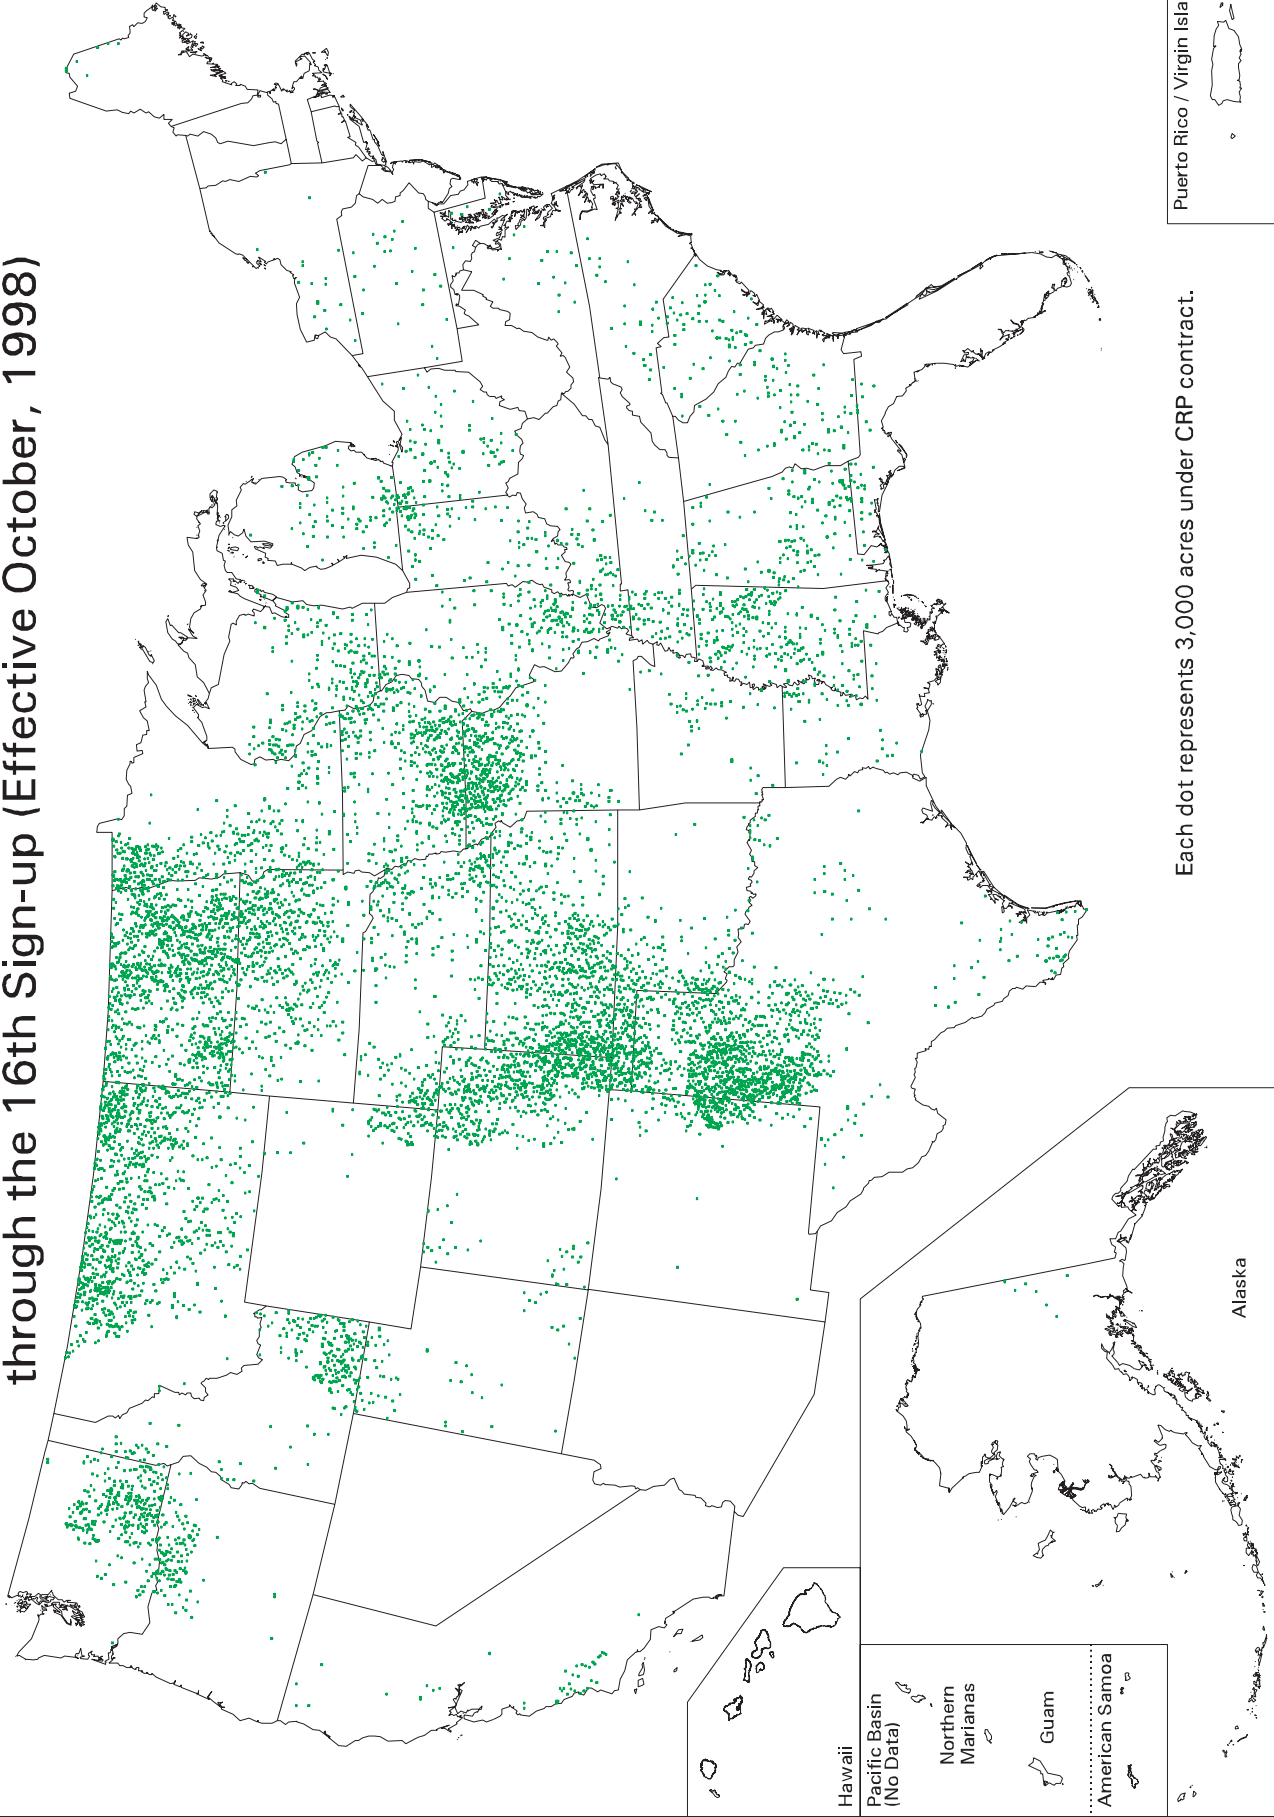 through the 16th Sign-up (Effective October, 1998)
Each dot represents 3,000 acres under CRP contract.
Puerto Rico / Virgin Isla
Hawaii
Pacific Basin
(No Data)
Northern
Marianas
Guam
American Samoa
Alaska